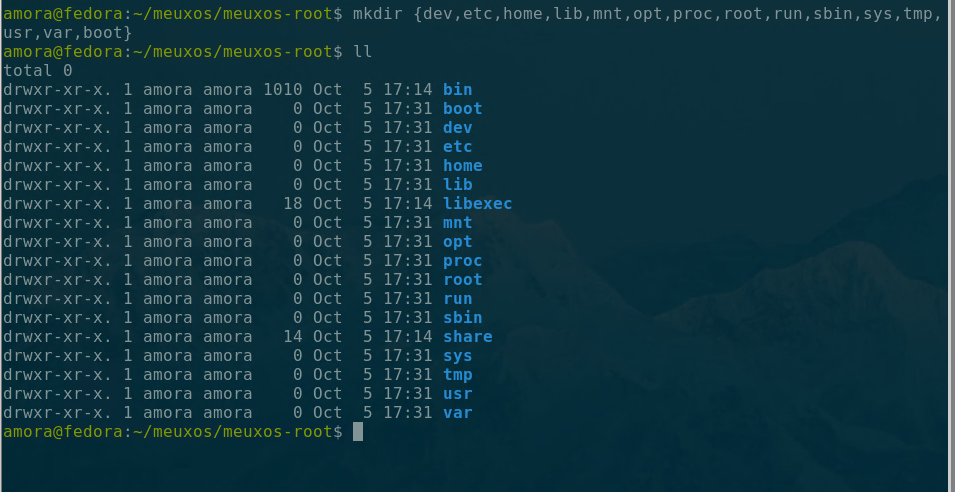 amora@fedora:~/meuxos/meuxos-root$ mkdir {dev,etc,home,lib,mnt,opt,proc,root,run,sbin,sys,tmp,
usr,var,boot}
amora@fedora:~/meuxos/meuxos-root$ ll
total 0
drwxr-xr-x. 1 amora amora 1010 Oct  5 17:14 bin
drwxr-xr-x. 1 amora amora    0 Oct  5 17:31 boot
drwxr-xr-x. 1 amora amora    0 Oct  5 17:31 dev
drwxr-xr-x. 1 amora amora    0 Oct  5 17:31 etc
drwxr-xr-x. 1 amora amora    0 Oct  5 17:31 home
drwxr-xr-x. 1 amora amora    0 Oct  5 17:31 lib
drwxr-xr-x. 1 amora amora   18 Oct  5 17:14 libexec
drwxr-xr-x. 1 amora amora    0 Oct  5 17:31 mnt
drwxr-xr-x. 1 amora amora    0 Oct  5 17:31 opt
drwxr-xr-x. 1 amora amora    0 Oct  5 17:31 proc
drwxr-xr-x. 1 amora amora    0 Oct  5 17:31 root
drwxr-xr-x. 1 amora amora    0 Oct  5 17:31 run
drwxr-xr-x. 1 amora amora    0 Oct  5 17:31 sbin
drwxr-xr-x. 1 amora amora   14 Oct  5 17:14 share
drwxr-xr-x. 1 amora amora    0 Oct  5 17:31 sys
drwxr-xr-x. 1 amora amora    0 Oct  5 17:31 tmp
drwxr-xr-x. 1 amora amora    0 Oct  5 17:31 usr
drwxr-xr-x. 1 amora amora    0 Oct  5 17:31 var
amora@fedora:~/meuxos/meuxos-root$